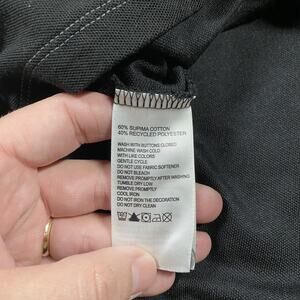 60% SUPIMA COTTON
40% RECYCLED POLYESTER
WASH WITH BUTTONS CLOSED
MACHINE WASH COLD
WITH LIKE COLORS
GENTLE CYCLE
DO NOT USE FABRIC SOFTENER
DO NOT BLEACH
REMOVE PROMPTLY AFTER WASHING
TUMBLE DRY LOW
REMOVE PROMPTLY
COOL IRON
DO NOT IRON THE DECORATION
DO NOT DRY CLEAN